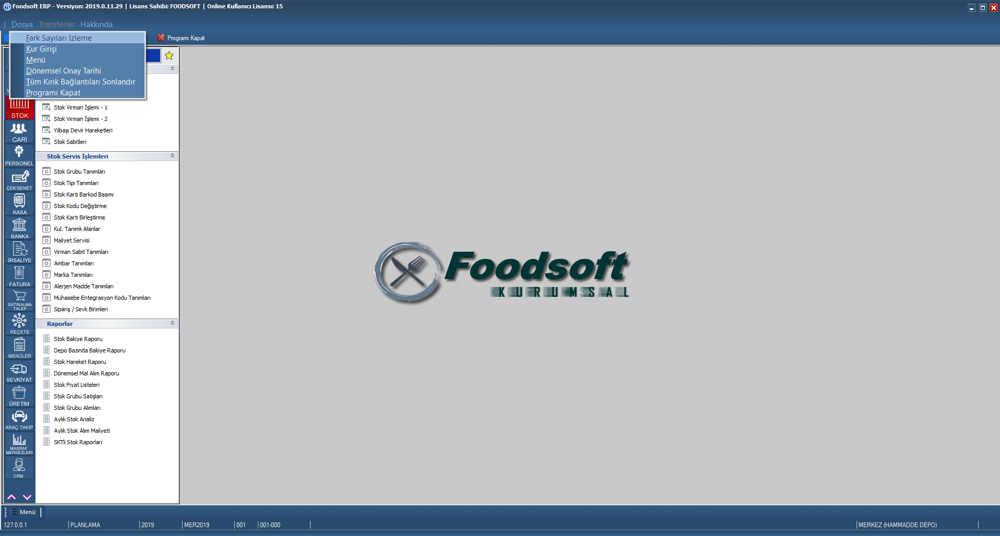 Foodsoft ERP - Versiyon: 2019.0.11.29 | Lisans Sahibi: FOODSOFT | Online Kullanıcı Lisansı: 15
Dosya Transferler Hakkında
Programı Kapat
Fark Sayıları İzleme
Kur Girişi
Menü
Dönemsel Onay Tarihi
Tüm Kırık Bağlantıları Sonlandır
Programı Kapat
STOK
CARİ
PERSONEL
ÇEK/SENET
KASA
BANKA
İRSALİYE
FATURA
SATINALMA
TALEP
REÇETE
MENU
MENÜLER
SEVKİYAT
ÜRETİM
ARAÇ TAKİP
MASRAF
MERKEZLERİ
CRM
Stok Virman İşlemi - 1
Stok Virman İşlemi - 2
Yılbaşı Devir Hareketleri
Stok Sabitleri
Stok Servis İşlemleri
Stok Grubu Tanımları
Stok Tipi Tanımları
Stok Kartı Barkod Basımı
Stok Kodu Değiştirme
Stok Kartı Birleştirme
Kul. Tanımlı Alanlar
Maliyet Servisi
Virman Sabit Tanımları
Ambar Tanımları
Marka Tanımları
Alerjen Madde Tanımları
Muhasebe Entegrasyon Kodu Tanımları
Sipariş / Sevk Birimleri
Raporlar
Stok Bakiye Raporu
Depo Bazında Bakiye Raporu
Stok Hareket Raporu
Dönemsel Mal Alım Raporu
Stok Fiyat Listeleri
Stok Grubu Satışları
Stok Grubu Alımları
Aylık Stok Analiz
Aylık Stok Alım Maliyeti
SKTli Stok Raporları
Foodsoft
KURUMSAL
Menü
127.0.0.1 PLANLAMA 2019 MER2019 001 001-000 MERKEZ (HAMMADDE DEPO)